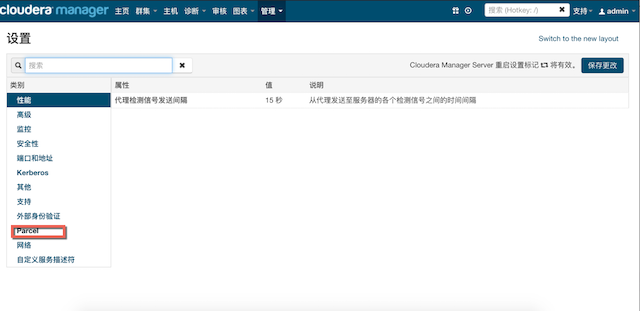 cloudera manager 主页 群集 主机 诊断 审核 图表 管理 搜索 (Hotkey: /) 支持 admin
设置 Switch to the new layout
搜索 Cloudera Manager Server 重启设置标记 将有效。 保存更改
类别 属性 值 说明
性能 代理检测信号发送间隔 15 秒 从代理发送至服务器的各个检测信号之间的时间间隔
高级
监控
安全性
端口和地址
Kerberos
其他
支持
外部身份验证
Parcel
网络
自定义服务描述符